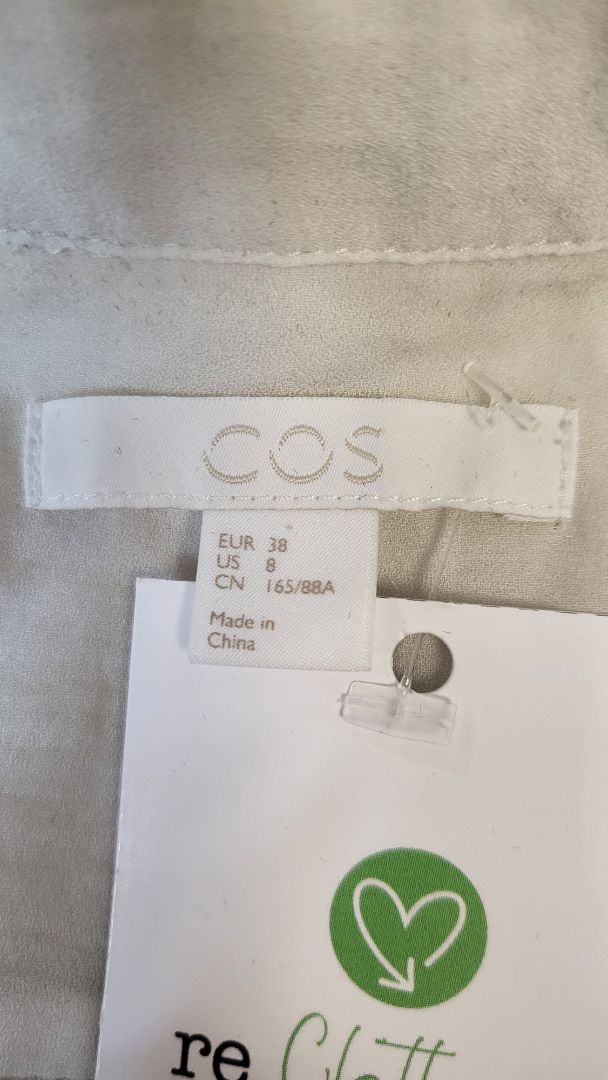 COS
EUR 38
US 8
CN 165/88A
Made in
China
re